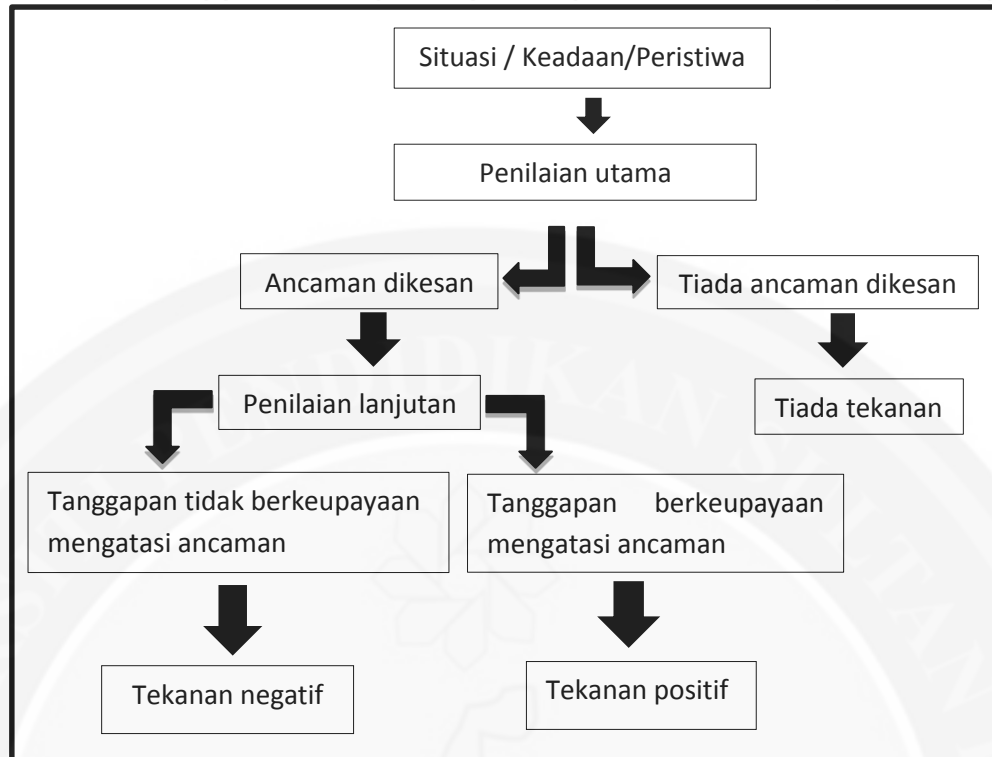 Situasi / Keadaan/Peristiwa
Penilaian utama
Ancaman dikesan
Tiada ancaman dikesan
Penilaian lanjutan
Tiada tekanan
Tanggapan tidak berkeupayaan
mengatasi ancaman
Tanggapan berkeupayaan
mengatasi ancaman
Tekanan negatif
Tekanan positif